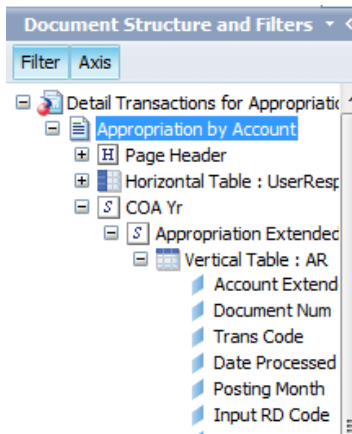 Document Structure and Filters
Filter Axis
Detail Transactions for Appropriatio
Appropriation by Account
H Page Header
Horizontal Table : UserResp
S COA Yr
S Appropriation Extended
Vertical Table : AR
Account Extend
Document Num
Trans Code
Date Processed
Posting Month
Input RD Code